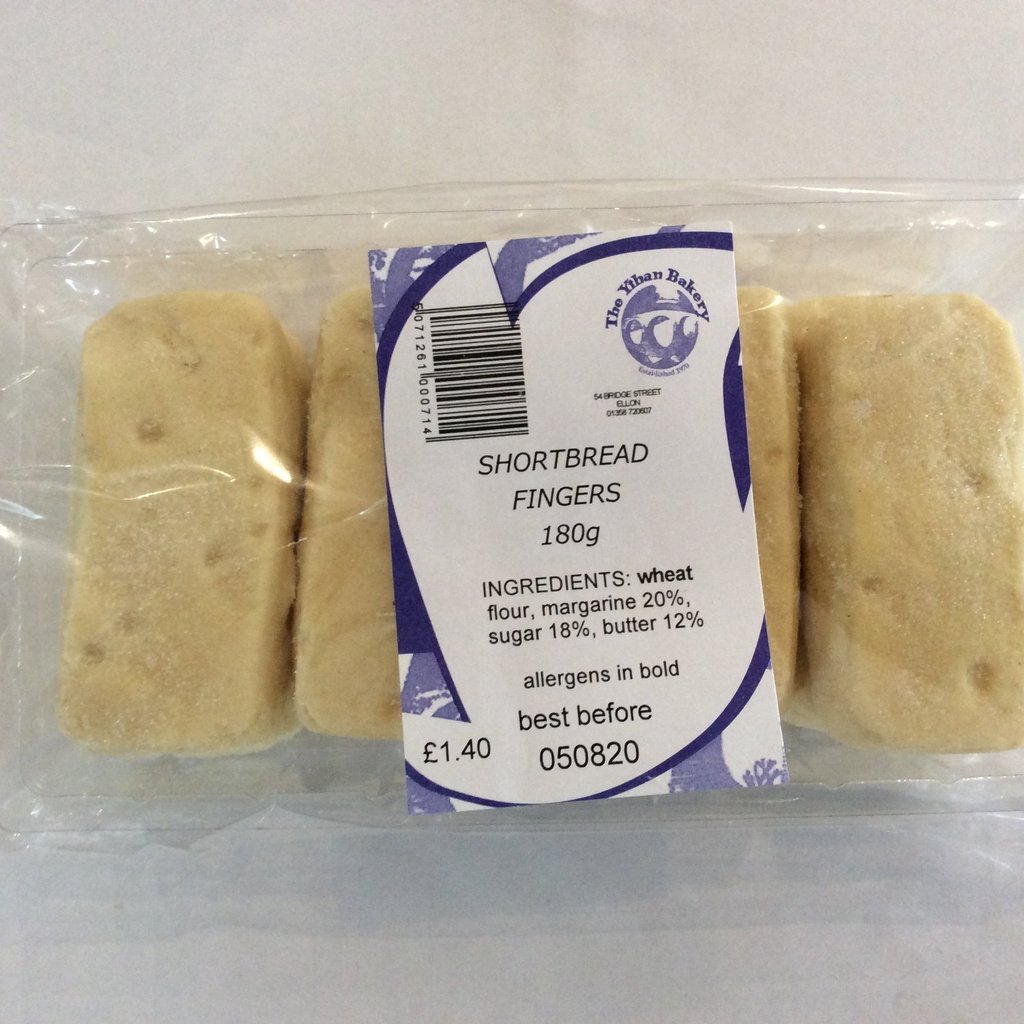 The Ythan Bakery
Established 1970
54 BRIDGE STREET
ELLON
01358 720607
5071261000714
SHORTBREAD
FINGERS
180g
INGREDIENTS: wheat
flour, margarine 20%,
sugar 18%, butter 12%
allergens in bold
best before
£1.40
050820